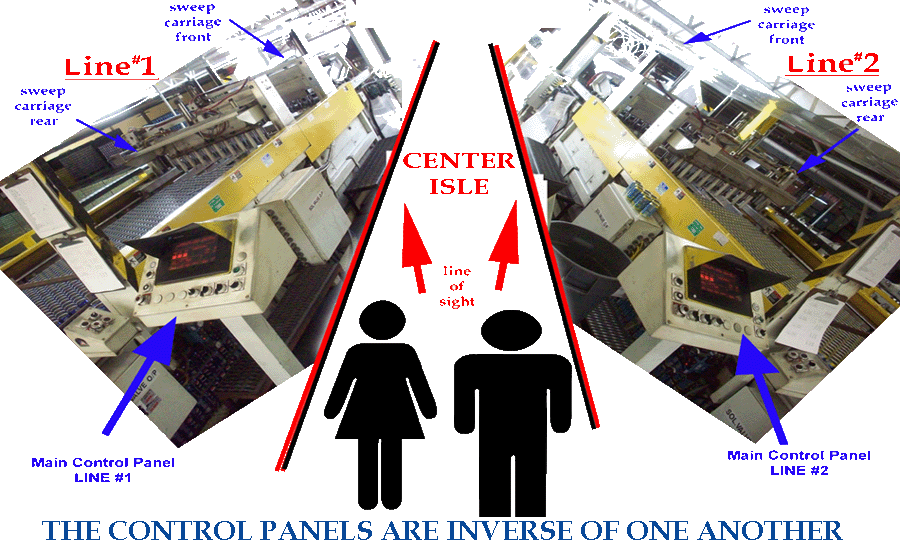 sweep
carriage
front
Line#1
sweep
carriage
rear
sweep
carriage
front
Line#2
sweep
carriage
rear
CENTER
ISLE
line
of
sight
Main Control Panel
LINE #1
Main Control Panel
LINE #2
THE CONTROL PANELS ARE INVERSE OF ONE ANOTHER